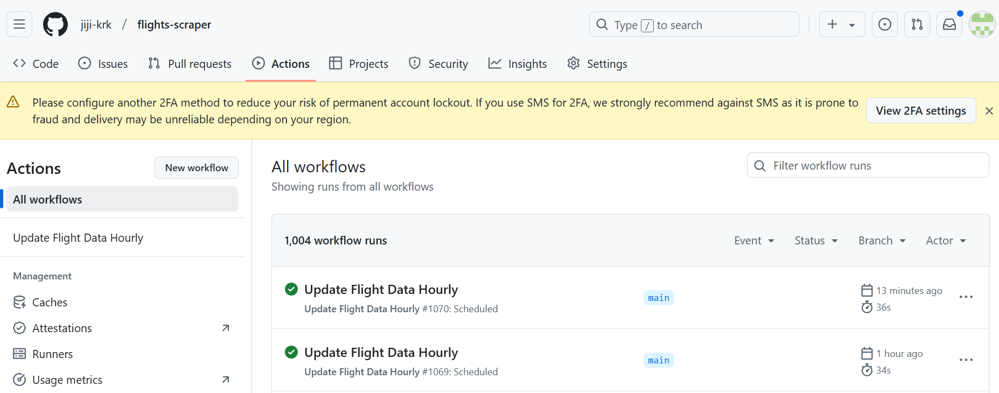 jiji-krk / flights-scraper
Type / to search
Code Issues Pull requests Actions Projects Security Insights Settings
Please configure another 2FA method to reduce your risk of permanent account lockout. If you use SMS for 2FA, we strongly recommend against SMS as it is prone to
fraud and delivery may be unreliable depending on your region.
View 2FA settings
Actions
New workflow
All workflows
Update Flight Data Hourly
Management
Caches
Attestations
Runners
Usage metrics
All workflows
Showing runs from all workflows
Filter workflow runs
1,004 workflow runs
Event Status Branch Actor
Update Flight Data Hourly
Update Flight Data Hourly #1070: Scheduled
main
13 minutes ago
36s
Update Flight Data Hourly
Update Flight Data Hourly #1069: Scheduled
main
1 hour ago
34s